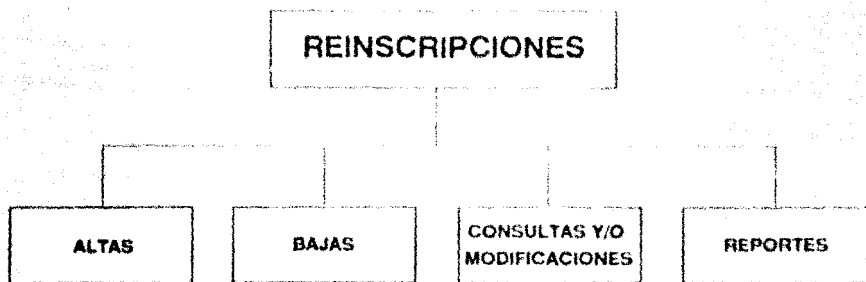 REINSCRIPCIONES
ALTAS
BAJAS
CONSULTAS Y/O
MODIFICACIONES
REPORTES